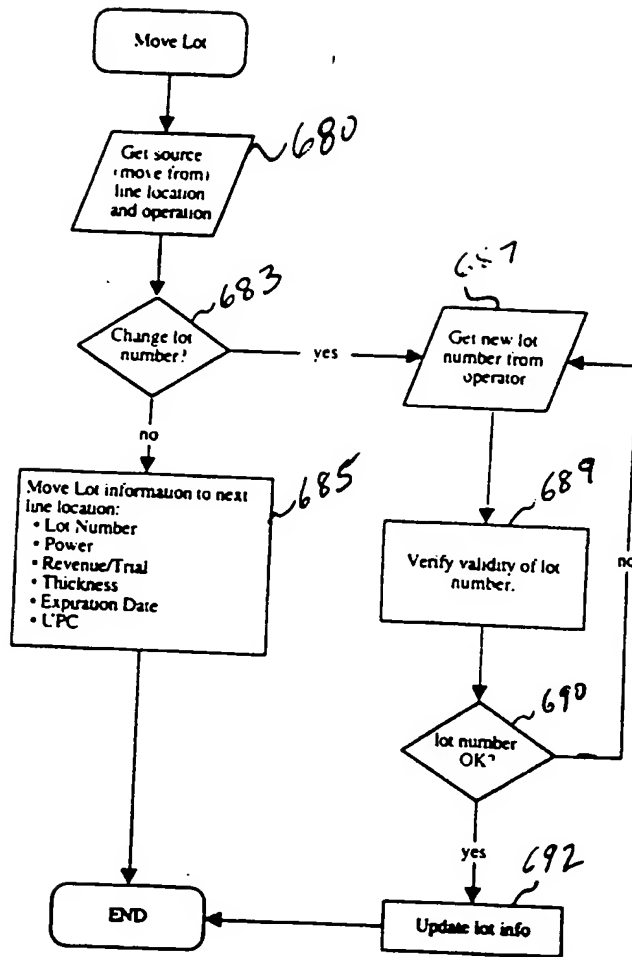 Move Lot
680
Get source
(move from)
line location
and operation
683
Change lot
number?
yes
no
687
Get new lot
number from
operator
685
Move Lot information to next
line location:
• Lot Number
• Power
• Revenue/Trial
• Thickness
• Expiration Date
• UPC
689
Verify validity of lot
number.
no
690
lot number
OK?
yes
692
Update lot info
END